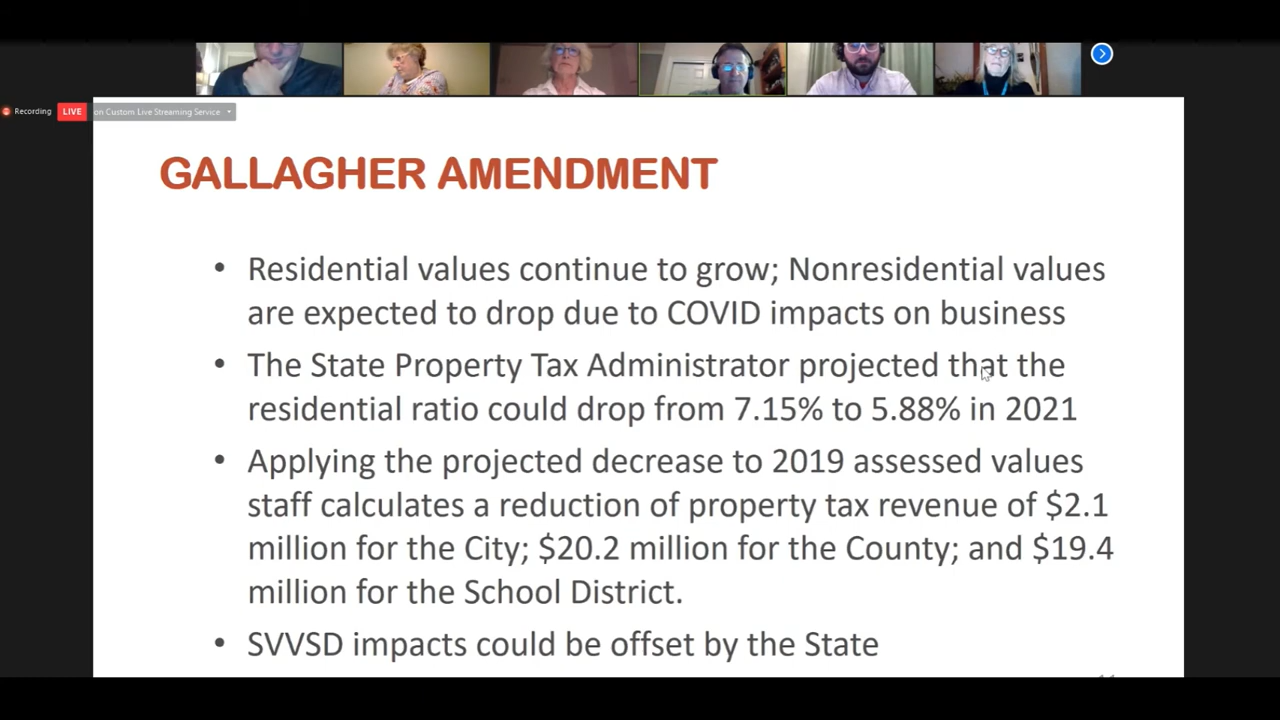 Recording
LIVE
on Custom Live Streaming Service
GALLAGHER AMENDMENT
• Residential values continue to grow; Nonresidential values
are expected to drop due to COVID impacts on business
• The State Property Tax Administrator projected that the
residential ratio could drop from 7.15% to 5.88% in 2021
• Applying the projected decrease to 2019 assessed values
staff calculates a reduction of property tax revenue of $2.1
million for the City; $20.2 million for the County; and $19.4
million for the School District.
• SVVSD impacts could be offset by the State